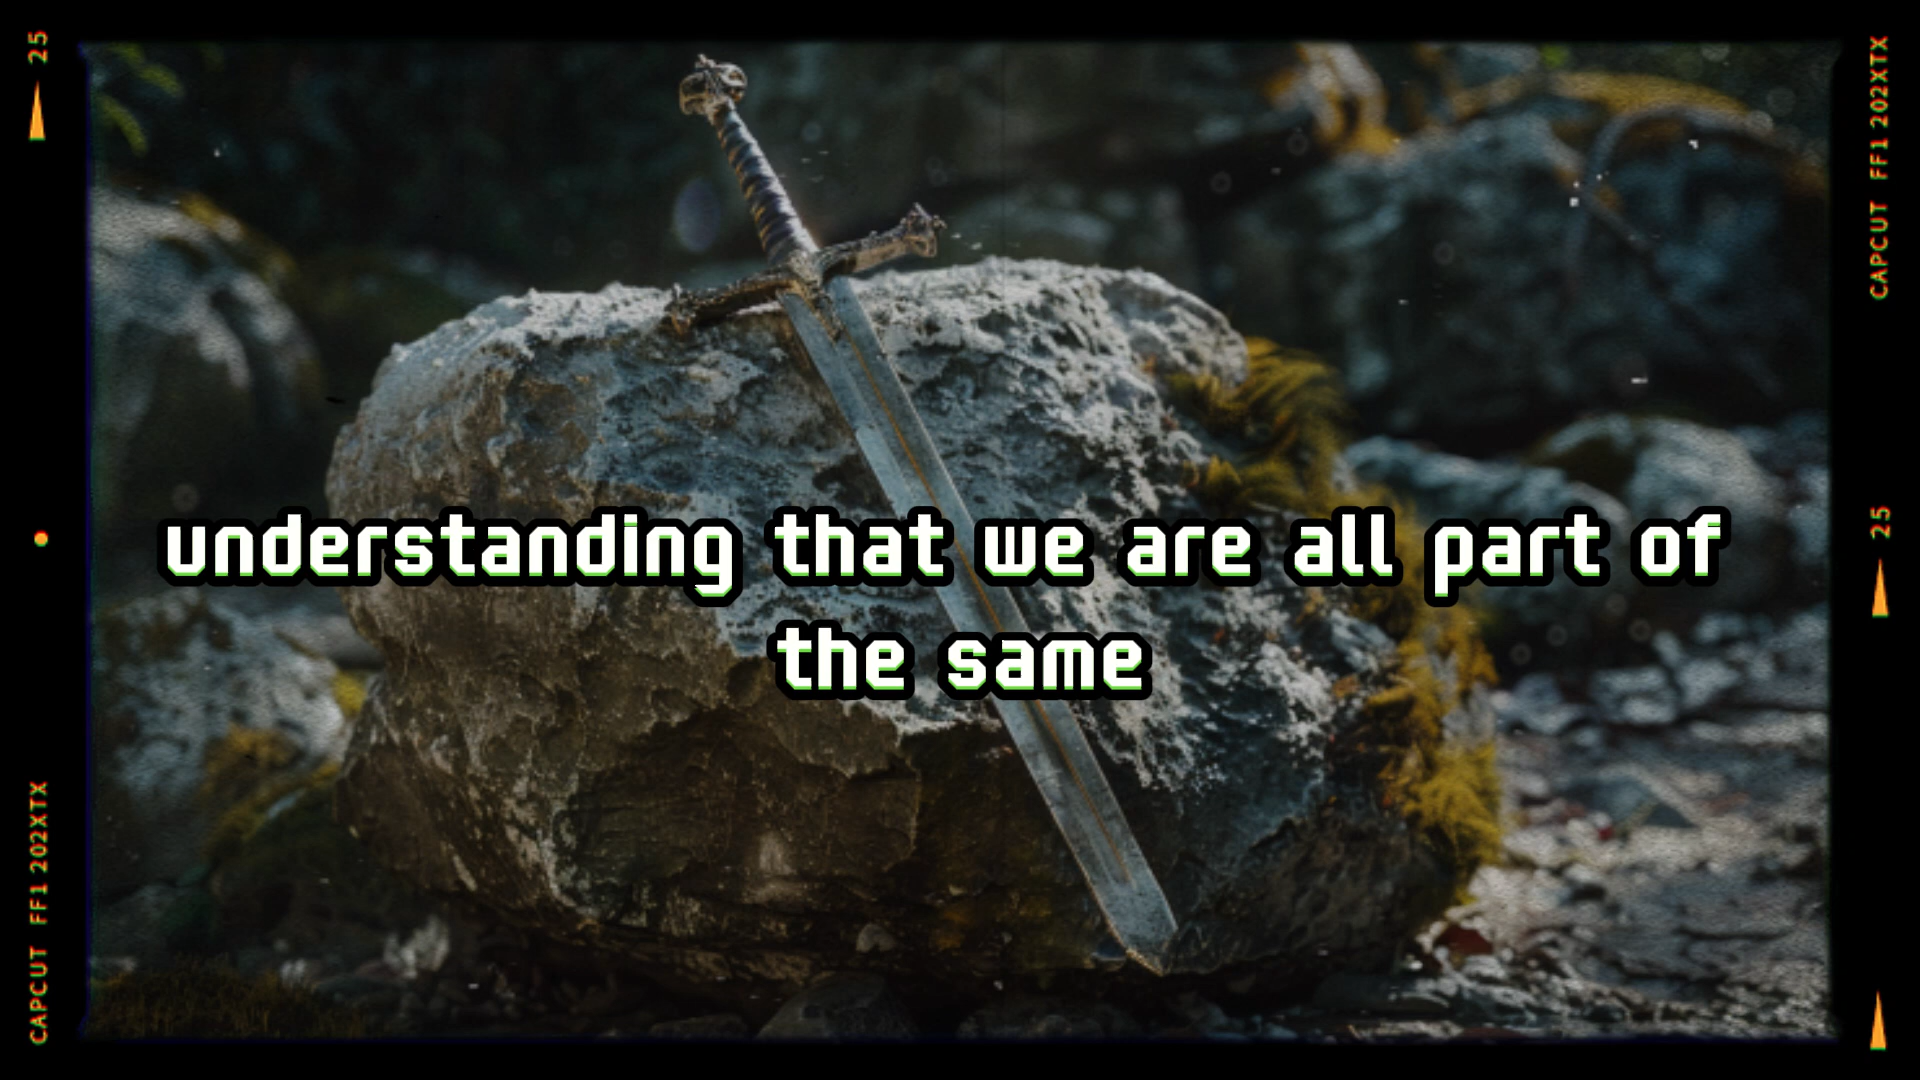 25
CAPCUT FF1 202XTX
understanding that we are all part of
the same
25
CAPCUT FF1 202XTX